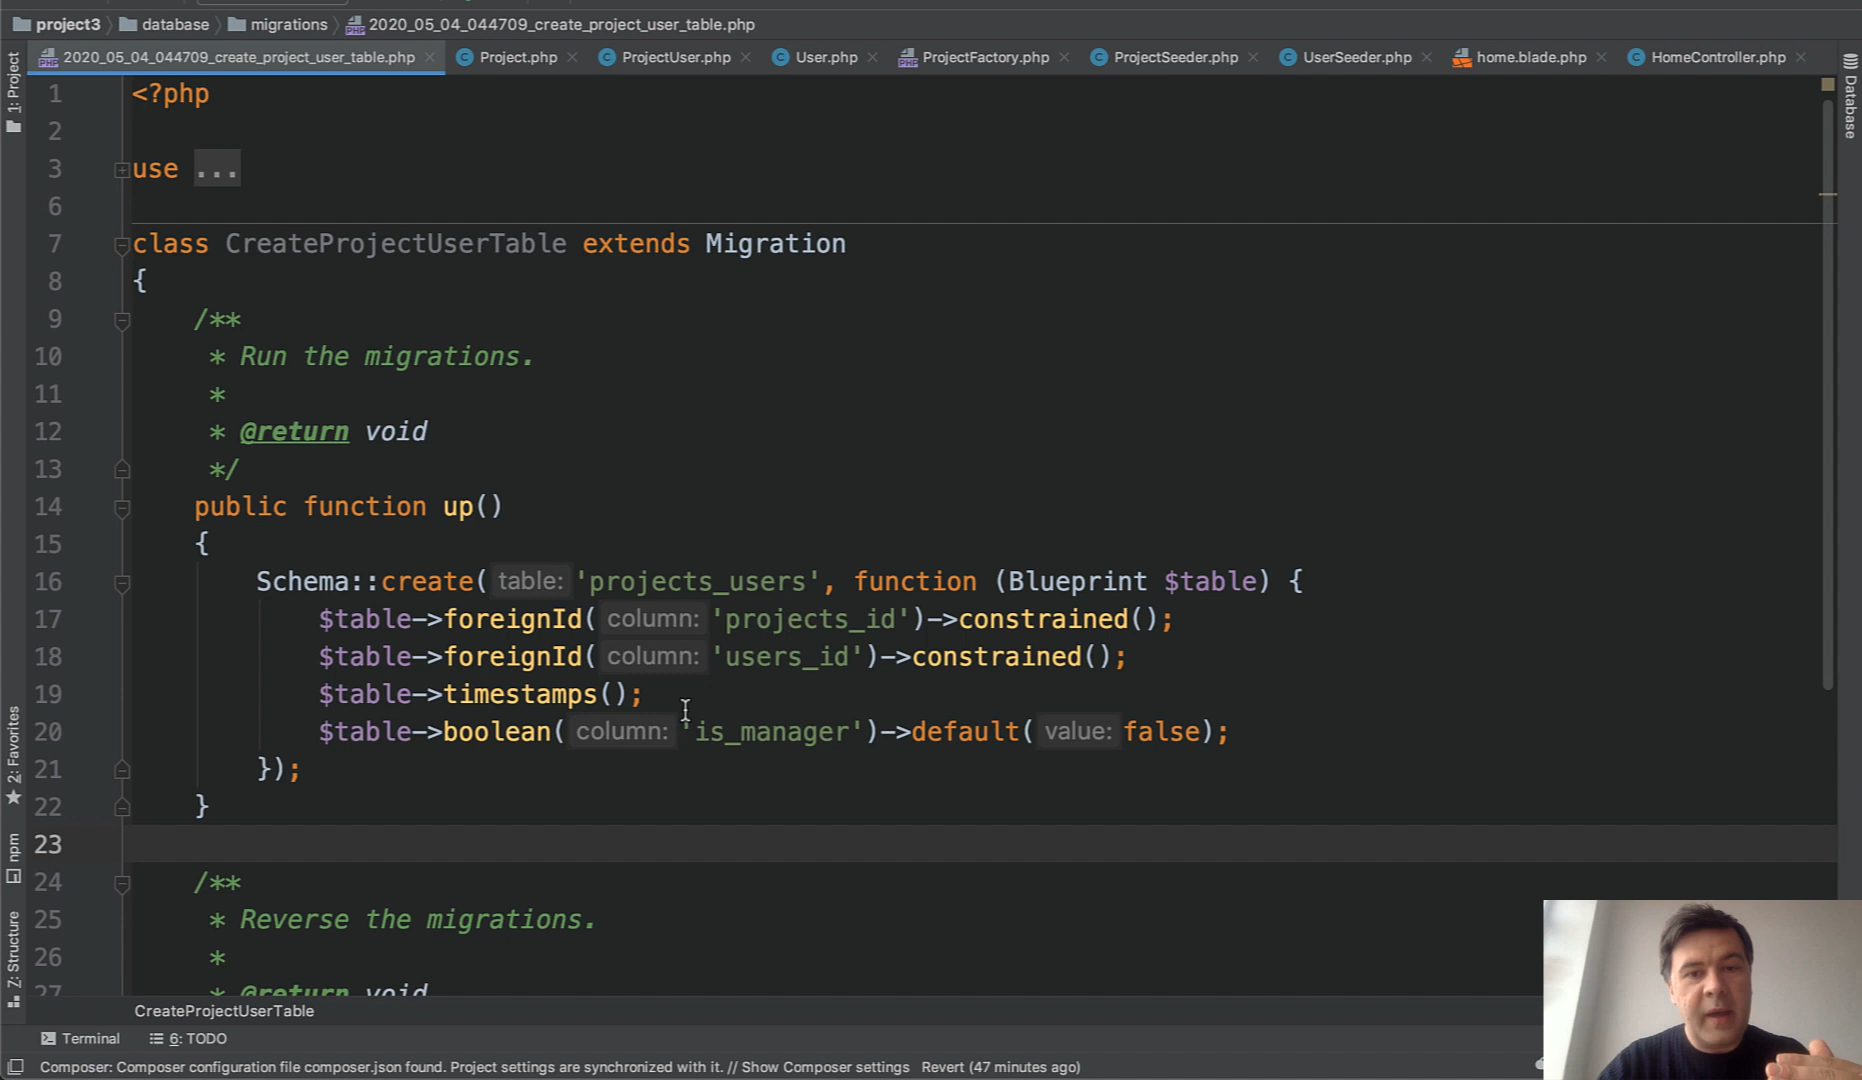 project3 database migrations 2020_05_04_044709_create_project_user_table.php
2020_05_04_044709_create_project_user_table.php Project.php ProjectUser.php User.php ProjectFactory.php ProjectSeeder.php UserSeeder.php home.blade.php HomeController.php
1: Project
Database
1 <?php
2
3 use ...
6
7 class CreateProjectUserTable extends Migration
8 {
9 /**
10 * Run the migrations.
11 *
12 * @return void
13 */
14 public function up()
15 {
16 Schema::create( table: 'projects_users', function (Blueprint $table) {
17 $table->foreignId( column: 'projects_id')->constrained();
18 $table->foreignId( column: 'users_id')->constrained();
19 $table->timestamps();
20 $table->boolean( column: 'is_manager')->default( value: false);
21 });
22 }
23
24 /**
25 * Reverse the migrations.
26 *
27 * @return void
2: Favorites
npm
Z: Structure
CreateProjectUserTable
Terminal 6: TODO
Composer: Composer configuration file composer.json found. Project settings are synchronized with it. // Show Composer settings Revert (47 minutes ago)